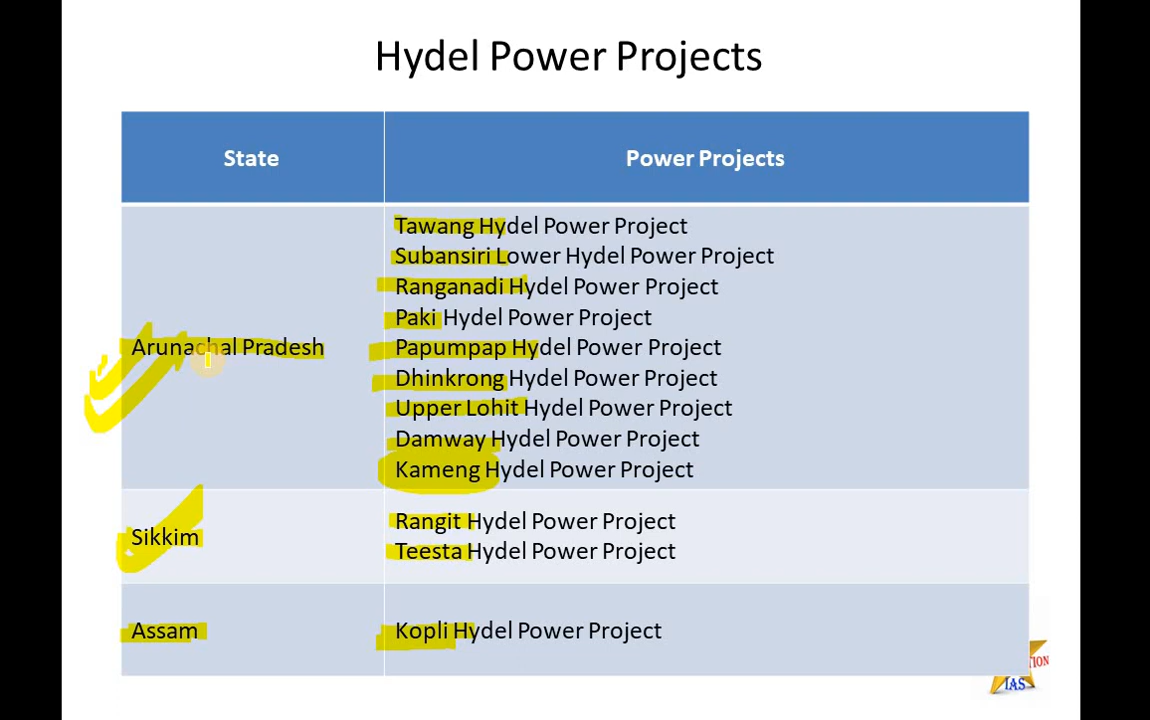 Hydel Power Projects
State Power Projects
Tawang Hydel Power Project
Subansiri Lower Hydel Power Project
Ranganadi Hydel Power Project
Paki Hydel Power Project
Arunachal Pradesh
Papumpap Hydel Power Project
Dhinkrong Hydel Power Project
Upper Lohit Hydel Power Project
Damway Hydel Power Project
Kameng Hydel Power Project
Sikkim
Rangit Hydel Power Project
Teesta Hydel Power Project
Assam
Kopli Hydel Power Project
IAS